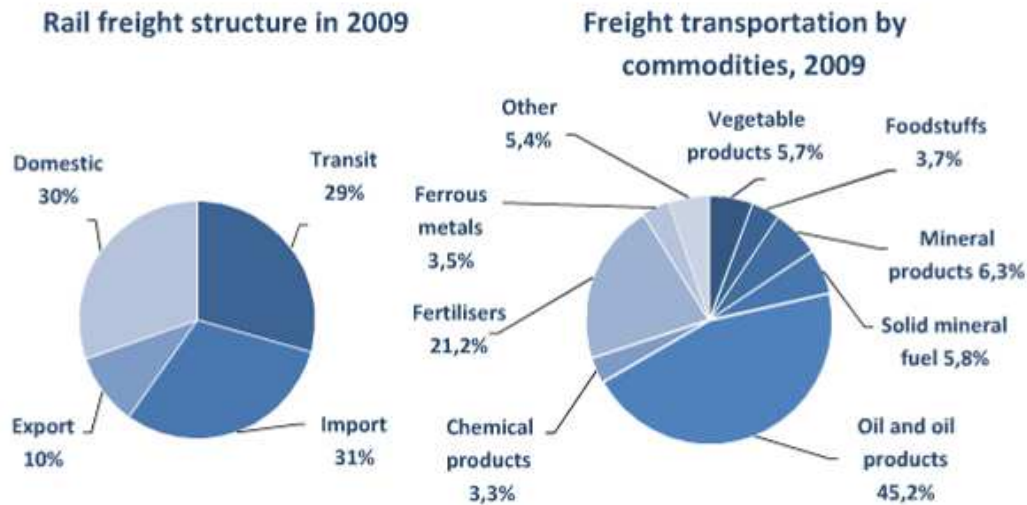 Rail freight structure in 2009
Domestic
30%
Transit
29%
Export
10%
Import
31%
Freight transportation by
commodities, 2009
Other
5,4%
Vegetable
products 5,7%
Foodstuffs
3,7%
Ferrous
metals
3,5%
Mineral
products 6,3%
Fertilisers
21,2%
Solid mineral
fuel 5,8%
Chemical
products
3,3%
Oil and oil
products
45,2%